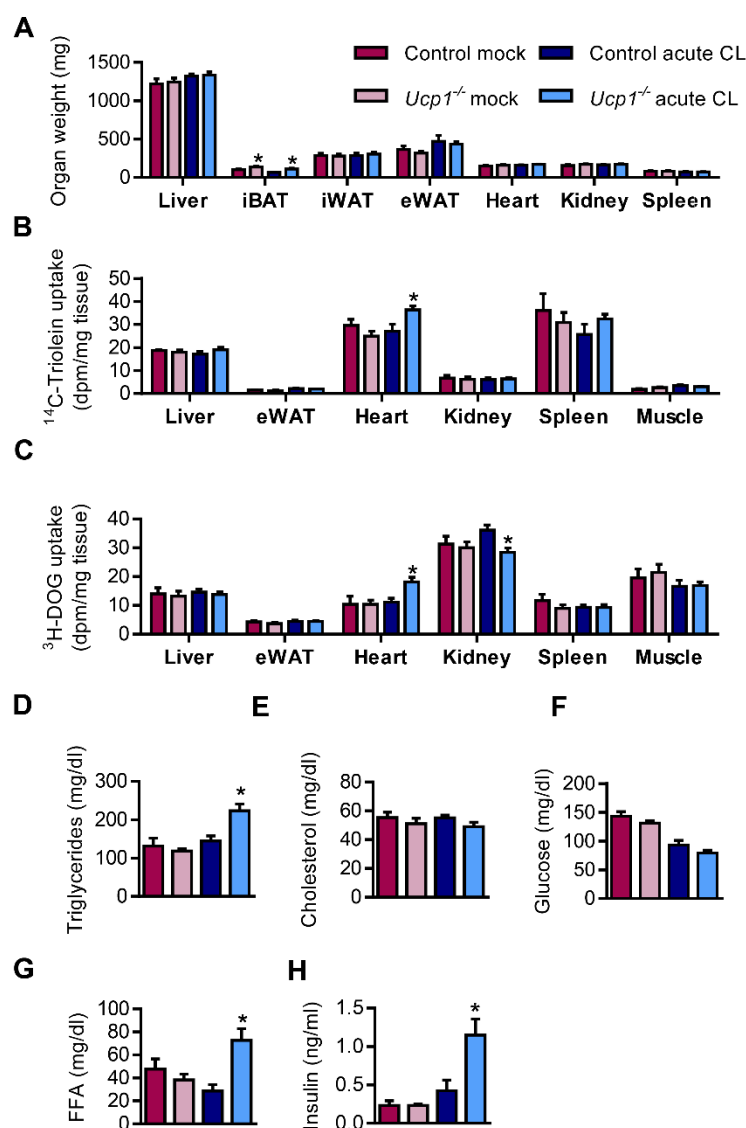 A
Control mock
Control acute CL
Ucp1-/- mock
Ucp1-/- acute CL
Organ weight (mg)
1500
1000
500
0
* *
Liver iBAT iWAT eWAT Heart Kidney Spleen
B
14C-Triolein uptake
(dpm/mg tissue)
50
40
30
20
10
0
*
Liver eWAT Heart Kidney Spleen Muscle
C
3H-DOG uptake
(dpm/mg tissue)
40
30
20
10
0
* *
Liver eWAT Heart Kidney Spleen Muscle
D
Triglycerides (mg/dl)
300
200
100
0
*
E
Cholesterol (mg/dl)
80
60
40
20
0
F
Glucose (mg/dl)
200
150
100
50
0
G
FFA (mg/dl)
100
80
60
40
20
0
*
H
Insulin (ng/ml)
1.5
1.0
0.5
0.0
*